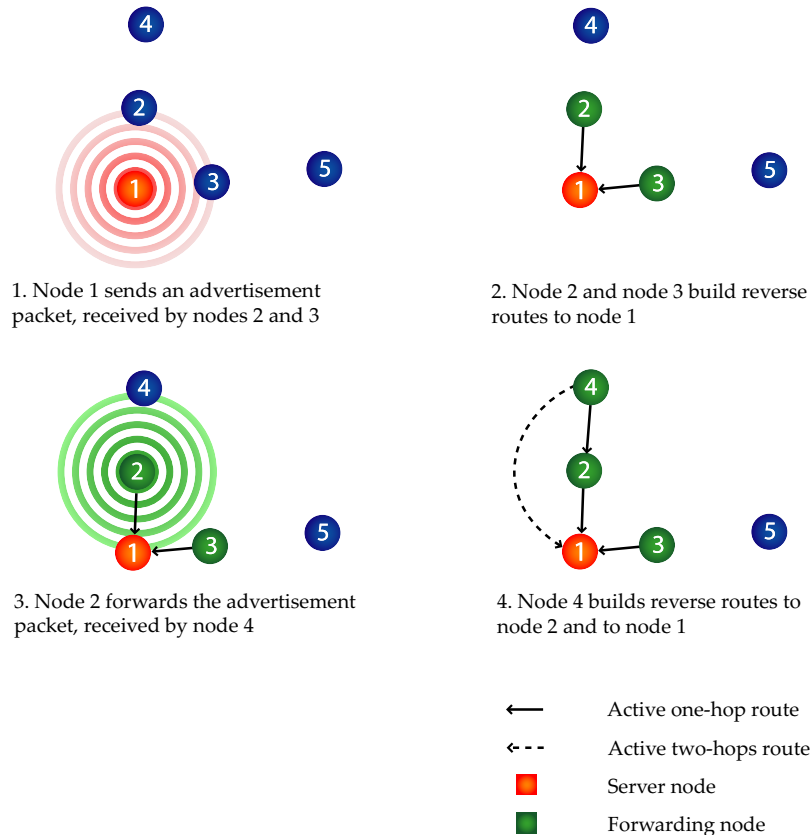 4
2
3
1
5
1. Node 1 sends an advertisement
packet, received by nodes 2 and 3
4
2
3
1
5
2. Node 2 and node 3 build reverse
routes to node 1
4
2
1
3
5
3. Node 2 forwards the advertisement
packet, received by node 4
4
2
1
3
5
4. Node 4 builds reverse routes to
node 2 and to node 1
Active one-hop route
Active two-hops route
Server node
Forwarding node